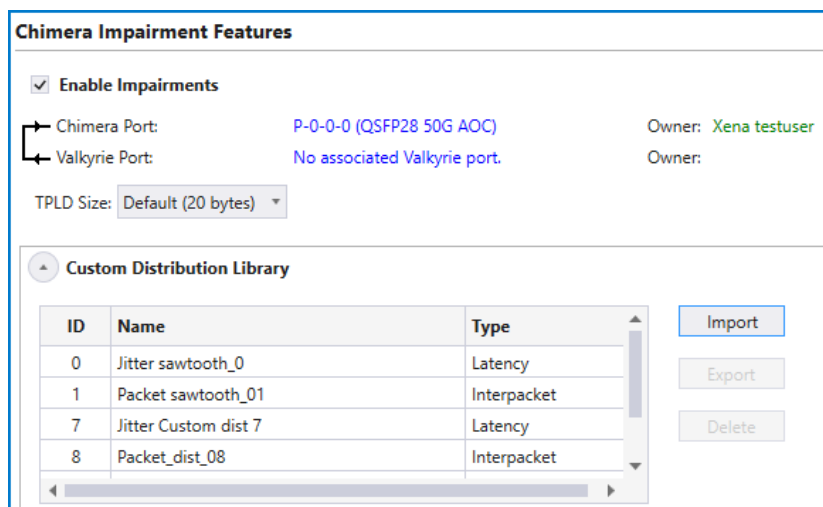 Chimera Impairment Features
Enable Impairments
Chimera Port: P-0-0-0 (QSFP28 50G AOC) Owner: Xena testuser
Valkyrie Port: No associated Valkyrie port. Owner:
TPLD Size: Default (20 bytes)
Custom Distribution Library
ID Name Type Import
0 Jitter sawtooth_0 Latency
1 Packet sawtooth_01 Interpacket Export
7 Jitter Custom dist 7 Latency Delete
8 Packet_dist_08 Interpacket